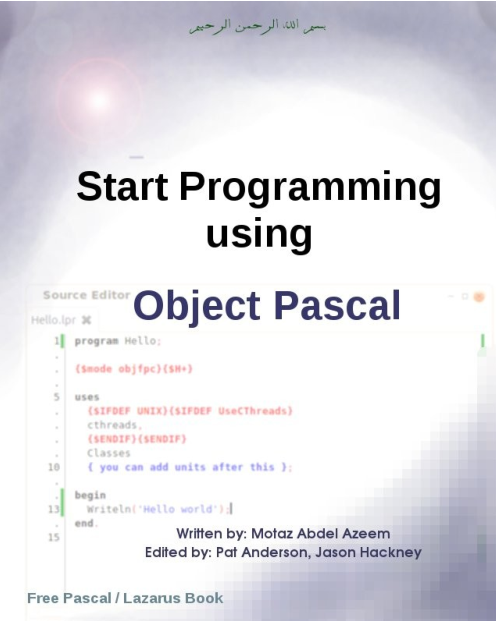 بسم الله الرحمن الرحيم
Start Programming
using
Object Pascal
Source Editor
Hello.lpr ✖
1 program Hello;
.
. {$mode objfpc}{$H+}
.
5 uses
. {$IFDEF UNIX}{$IFDEF UseCThreads}
. cthreads,
. {$ENDIF}{$ENDIF}
. Classes
10 { you can add units after this };
.
. begin
13 Writeln('Hello world');
. end.
15
Written by: Motaz Abdel Azeem
Edited by: Pat Anderson, Jason Hackney
Free Pascal / Lazarus Book